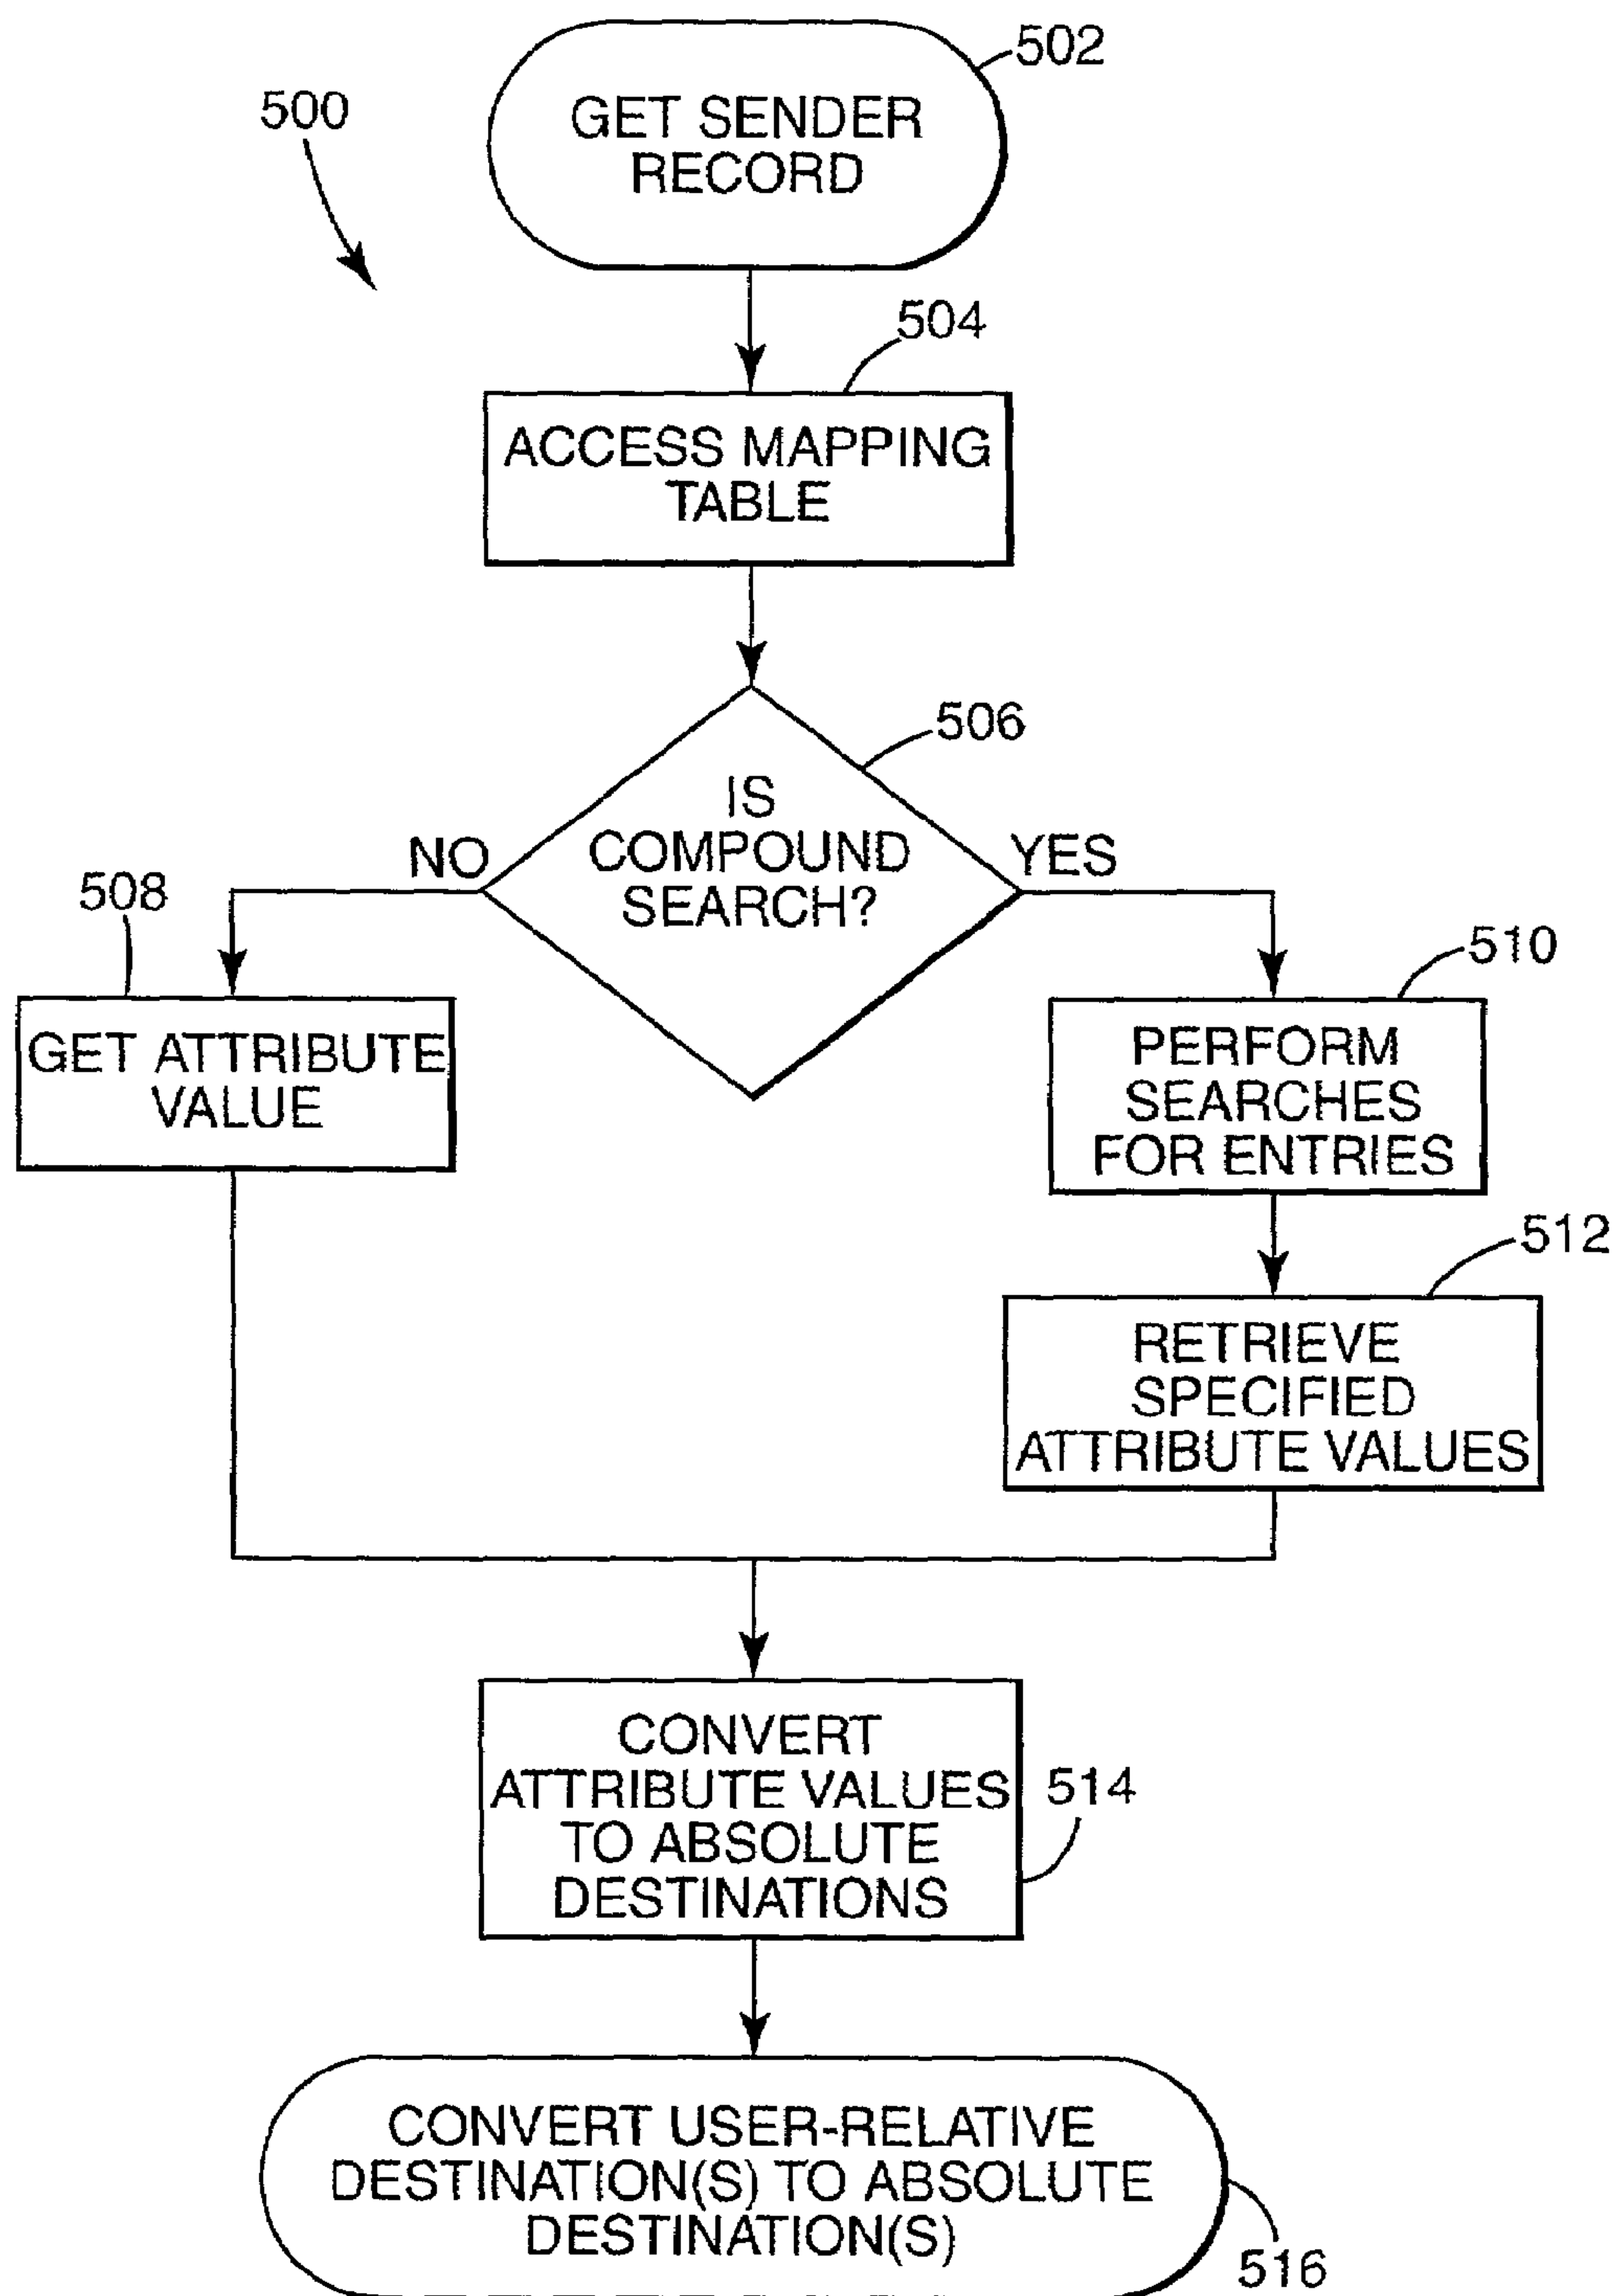 502
500
GET SENDER
RECORD
504
ACCESS MAPPING
TABLE
506
IS
COMPOUND
SEARCH?
NO
YES
508
510
GET ATTRIBUTE
VALUE
PERFORM
SEARCHES
FOR ENTRIES
512
RETRIEVE
SPECIFIED
ATTRIBUTE VALUES
CONVERT
ATTRIBUTE VALUES
TO ABSOLUTE
DESTINATIONS
514
CONVERT USER-RELATIVE
DESTINATION(S) TO ABSOLUTE
DESTINATION(S)
516